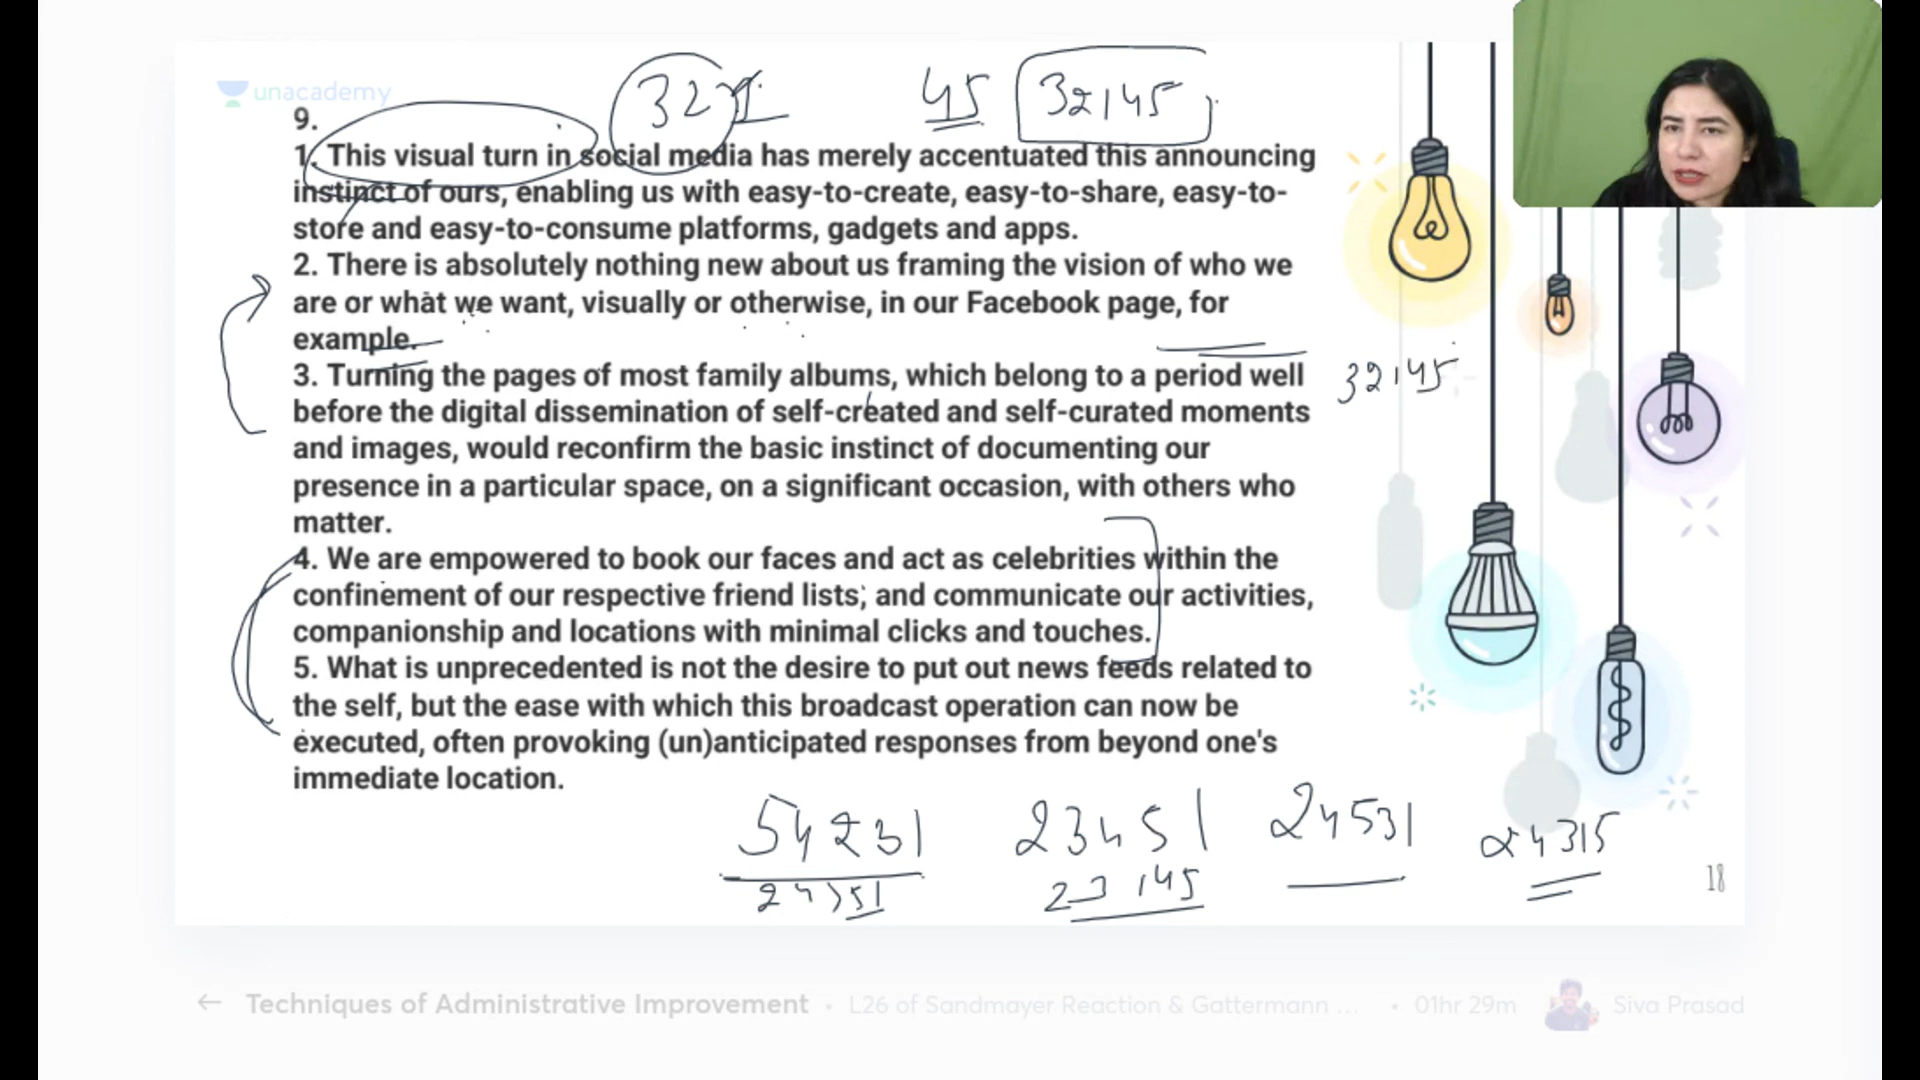 unacademy
321
45
32145
9.
1. This visual turn in social media has merely accentuated this announcing
instinct of ours, enabling us with easy-to-create, easy-to-share, easy-to-
store and easy-to-consume platforms, gadgets and apps.
2. There is absolutely nothing new about us framing the vision of who we
are or what we want, visually or otherwise, in our Facebook page, for
example.
3. Turning the pages of most family albums, which belong to a period well
before the digital dissemination of self-created and self-curated moments
and images, would reconfirm the basic instinct of documenting our
presence in a particular space, on a significant occasion, with others who
matter.
32145
4. We are empowered to book our faces and act as celebrities within the
confinement of our respective friend lists; and communicate our activities,
companionship and locations with minimal clicks and touches.
5. What is unprecedented is not the desire to put out news feeds related to
the self, but the ease with which this broadcast operation can now be
executed, often provoking (un)anticipated responses from beyond one's
immediate location.
54231 23451 24531 24315
24351 23145
18
Techniques of Administrative Improvement • L26 of Sandmayer Reaction & Gattermann ... • 01hr 29m Siva Prasad